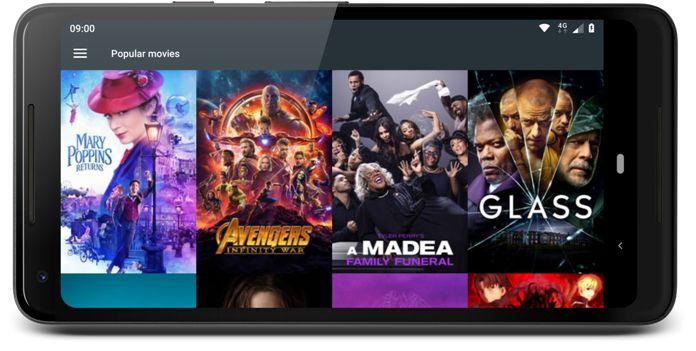 09:00
4G
Popular movies
MARY
POPPINS
RETURNS
AVENGERS
INFINITY WAR
TYLER PERRY'S
A MADEA
FAMILY FUNERAL
GLASS